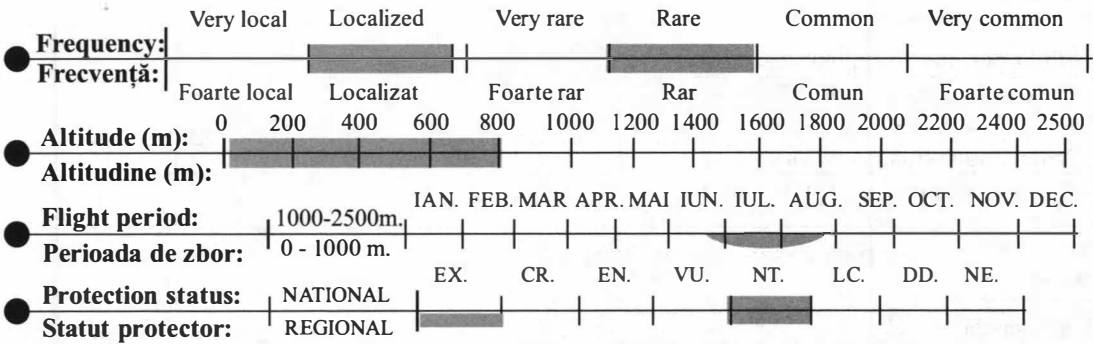 Very local Localized Very rare Rare Common Very common
Frequency:
Frecvență:
Foarte local Localizat Foarte rar Rar Comun Foarte comun
Altitude (m): 0 200 400 600 800 1000 1200 1400 1600 1800 2000 2200 2400 2500
Altitudine (m):
IAN. FEB. MAR APR. MAI IUN. IUL. AUG. SEP. OCT. NOV. DEC.
Flight period: 1000-2500m.
Perioada de zbor: 0 - 1000 m.
EX. CR. EN. VU. NT. LC. DD. NE.
Protection status: NATIONAL
Statut protector: REGIONAL